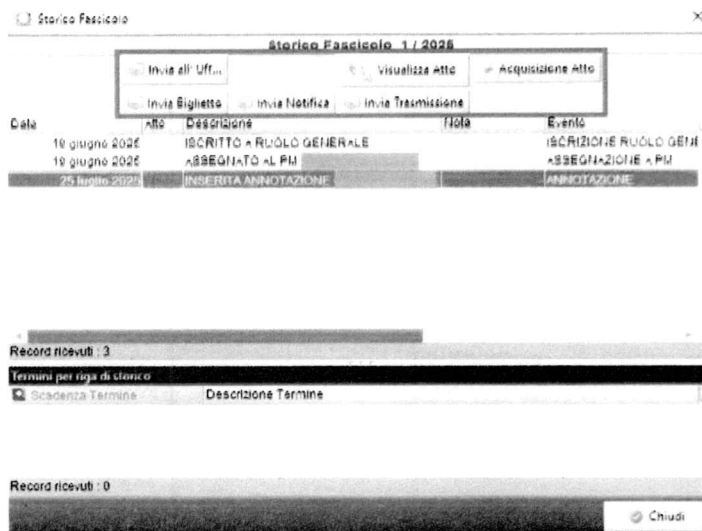 Storico Fascicolo
Storico Fascicolo 1 / 2025
Invia all' Uff... Visualizza Atto Acquisizione Atto
Invia Biglietto Invia Notifica Invia Trasmissione
Data Atto Descrizione Nota Evento
19 giugno 2025 ISCRITTO A RUOLO GENERALE ISCRIZIONE RUOLO GENE
19 giugno 2025 ASSEGNATO AL PM ASSEGNAZIONE A PM
25 luglio 2025 INSERITA ANNOTAZIONE ANNOTAZIONE
Record ricevuti : 3
Termini per riga di storico
Scadenza Termine Descrizione Termine
Record ricevuti : 0
Chiudi